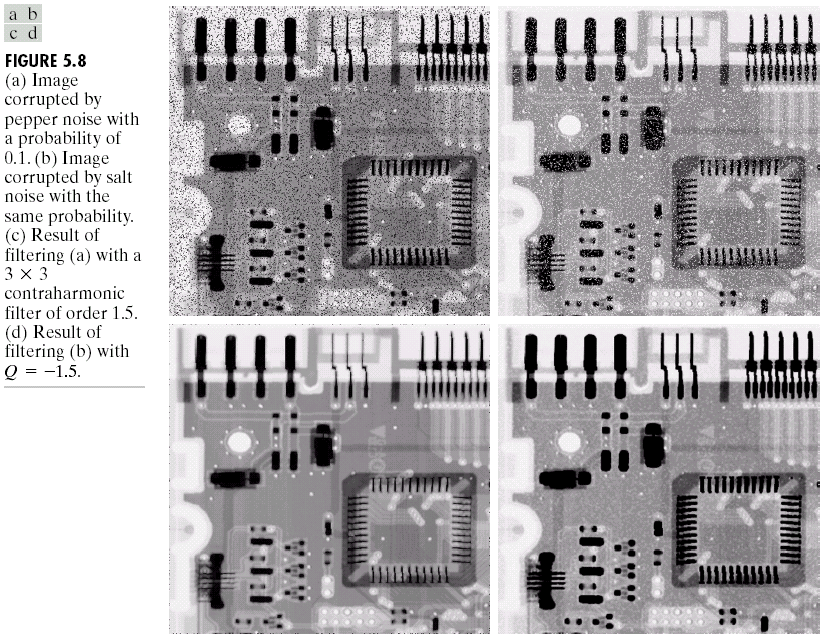 a b
c d
FIGURE 5.8
(a) Image
corrupted by
pepper noise with
a probability of
0.1. (b) Image
corrupted by salt
noise with the
same probability.
(c) Result of
filtering (a) with a
3 × 3
contraharmonic
filter of order 1.5.
(d) Result of
filtering (b) with
Q = −1.5.